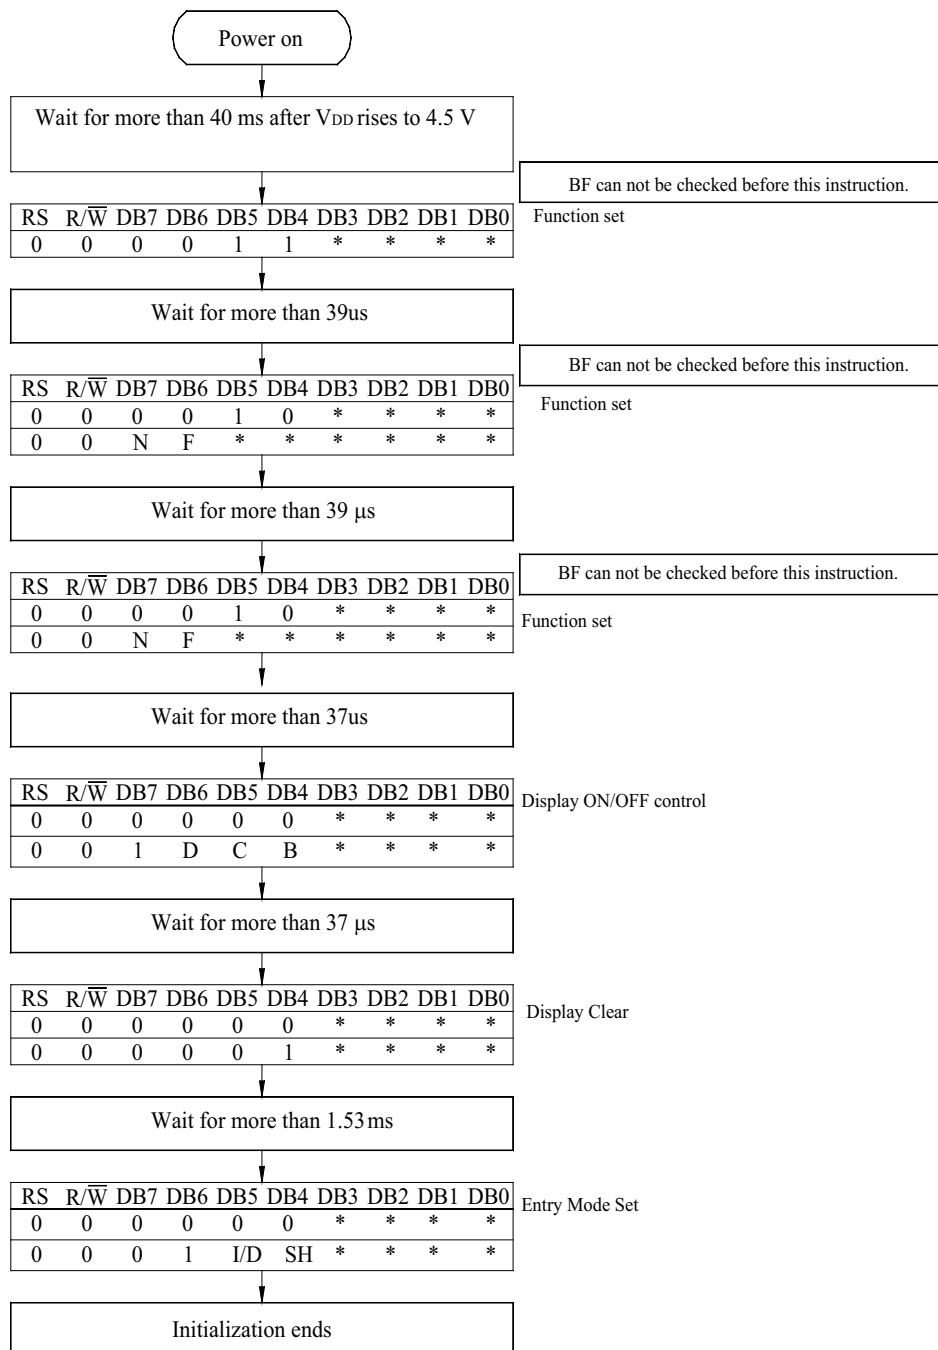 Power on
Wait for more than 40 ms after VDD rises to 4.5 V
BF can not be checked before this instruction.
RS R/W̅ DB7 DB6 DB5 DB4 DB3 DB2 DB1 DB0
Function set
0 0 0 0 1 1 * * * *
Wait for more than 39us
BF can not be checked before this instruction.
RS R/W̅ DB7 DB6 DB5 DB4 DB3 DB2 DB1 DB0
Function set
0 0 0 0 1 0 * * * *
0 0 N F * * * * * *
Wait for more than 39 μs
BF can not be checked before this instruction.
RS R/W̅ DB7 DB6 DB5 DB4 DB3 DB2 DB1 DB0
0 0 0 0 1 0 * * * *
Function set
0 0 N F * * * * * *
Wait for more than 37us
RS R/W̅ DB7 DB6 DB5 DB4 DB3 DB2 DB1 DB0
Display ON/OFF control
0 0 0 0 0 0 * * * *
0 0 1 D C B * * * *
Wait for more than 37 μs
RS R/W̅ DB7 DB6 DB5 DB4 DB3 DB2 DB1 DB0
Display Clear
0 0 0 0 0 0 * * * *
0 0 0 0 0 1 * * * *
Wait for more than 1.53ms
RS R/W̅ DB7 DB6 DB5 DB4 DB3 DB2 DB1 DB0
Entry Mode Set
0 0 0 0 0 0 * * * *
0 0 0 1 I/D SH * * * *
Initialization ends